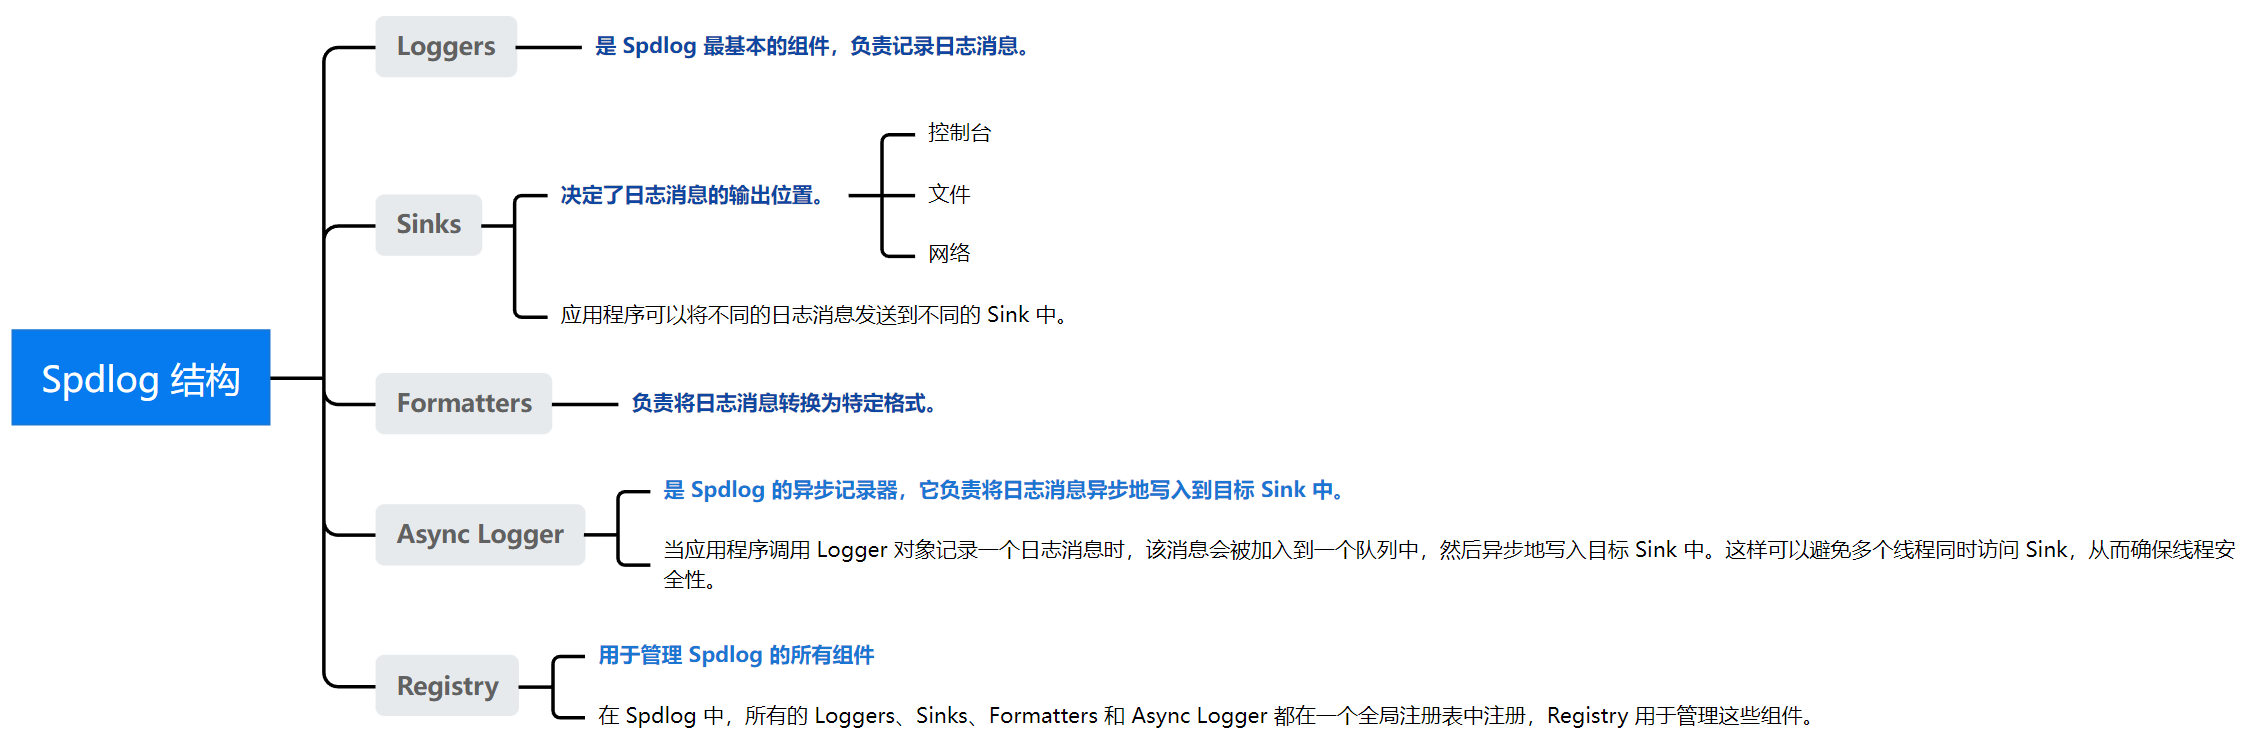 Loggers
是 Spdlog 最基本的组件，负责记录日志消息。
控制台
决定了日志消息的输出位置。
文件
Sinks
网络
应用程序可以将不同的日志消息发送到不同的 Sink 中。
Spdlog 结构
Formatters
负责将日志消息转换为特定格式。
是 Spdlog 的异步记录器，它负责将日志消息异步地写入到目标 Sink 中。
Async Logger
当应用程序调用 Logger 对象记录一个日志消息时，该消息会被加入到一个队列中，然后异步地写入目标 Sink 中。这样可以避免多个线程同时访问 Sink，从而确保线程安
全性。
用于管理 Spdlog 的所有组件
Registry
在 Spdlog 中，所有的 Loggers、Sinks、Formatters 和 Async Logger 都在一个全局注册表中注册，Registry 用于管理这些组件。